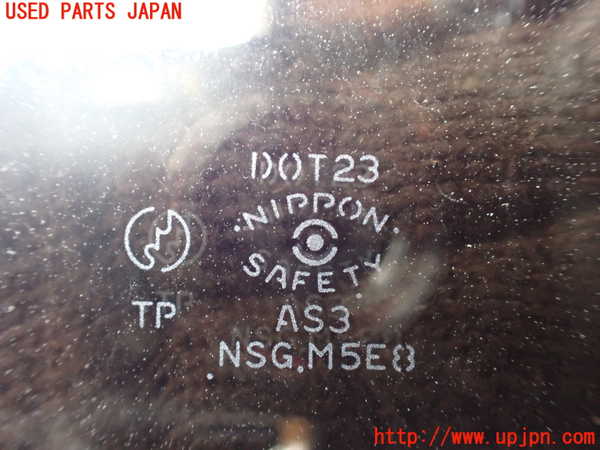 USED PARTS JAPAN
DOT23
.NIPPON.
SAFETY
TP
AS3
.NSG.M5E8
http://www.upjpn.com